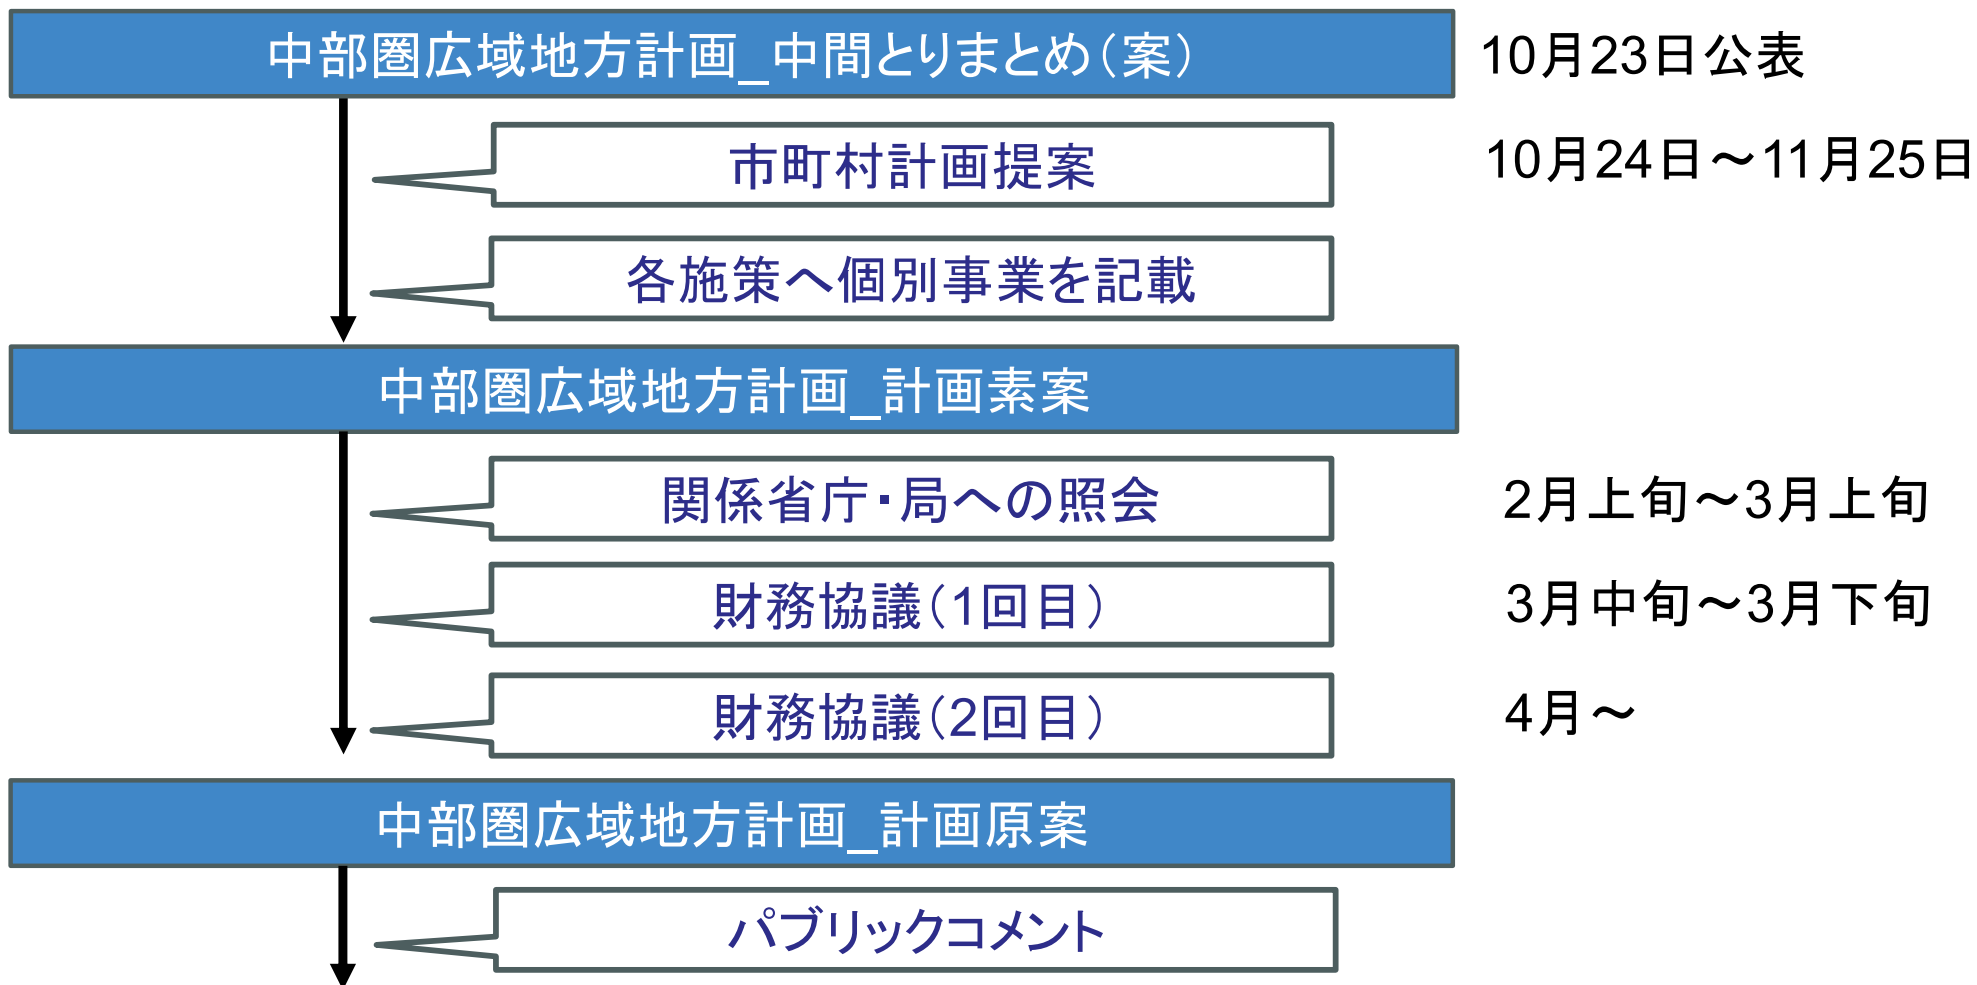 中部圏広域地方計画_中間とりまとめ（案）
10月23日公表
市町村計画提案
10月24日～11月25日
各施策へ個別事業を記載
中部圏広域地方計画_計画素案
関係省庁・局への照会
2月上旬～3月上旬
財務協議（1回目）
3月中旬～3月下旬
財務協議（2回目）
4月～
中部圏広域地方計画_計画原案
パブリックコメント